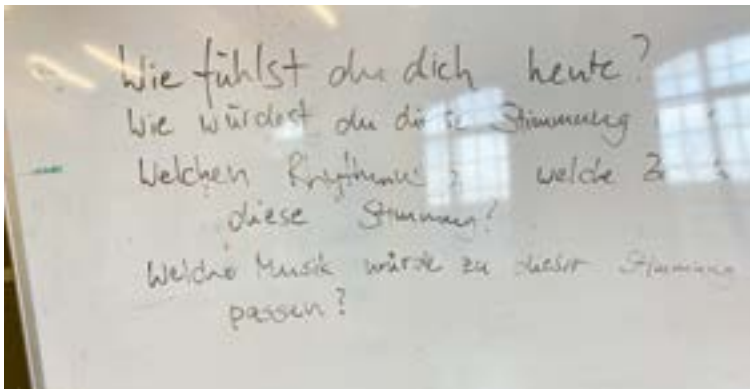 Wie fühlst du dich heute?
Wie würdest du diese Stimmung
Welchen Rhythmus welche
diese Stimmung?
Welche Musik würde zu dieser Stimmung
passen?